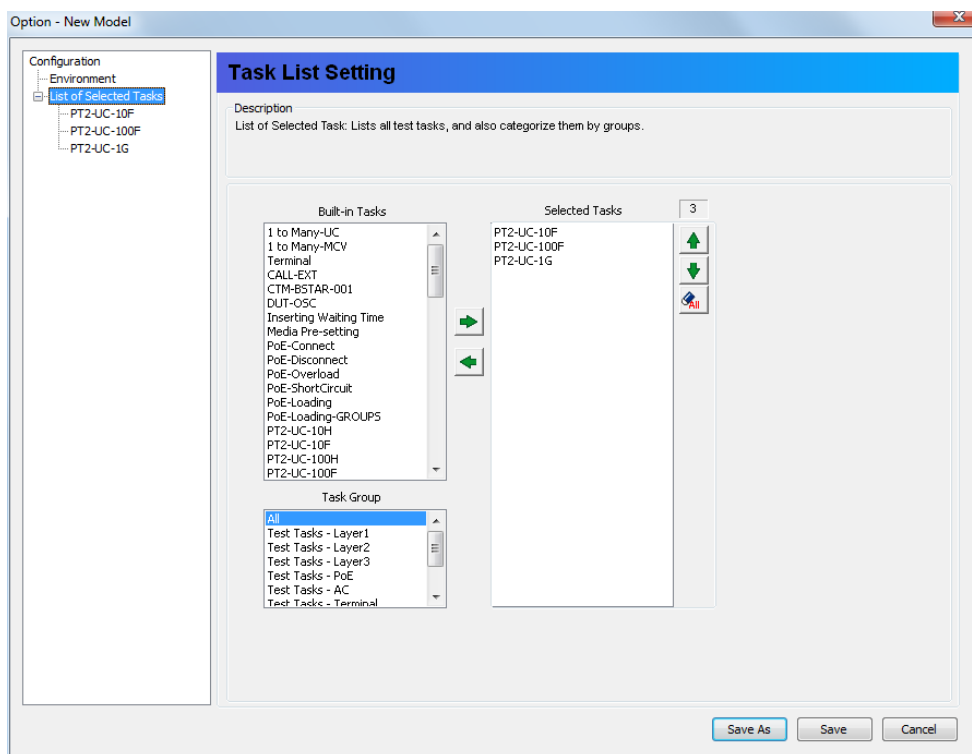 Option - New Model
x
Configuration
Environment
List of Selected Tasks
PT2-UC-10F
PT2-UC-100F
PT2-UC-1G
Task List Setting
Description
List of Selected Task: Lists all test tasks, and also categorize them by groups.
Built-in Tasks
1 to Many-UC
1 to Many-MCV
Terminal
CALL-EXT
CTM-BSTAR-001
DUT-OSC
Inserting Waiting Time
Media Pre-setting
PoE-Connect
PoE-Disconnect
PoE-Overload
PoE-ShortCircuit
PoE-Loading
PoE-Loading-GROUPS
PT2-UC-10H
PT2-UC-10F
PT2-UC-100H
PT2-UC-100F
Task Group
All
Test Tasks - Layer1
Test Tasks - Layer2
Test Tasks - Layer3
Test Tasks - PoE
Test Tasks - AC
Test Tasks - Terminal
Selected Tasks
3
PT2-UC-10F
PT2-UC-100F
PT2-UC-1G
All
Save As
Save
Cancel